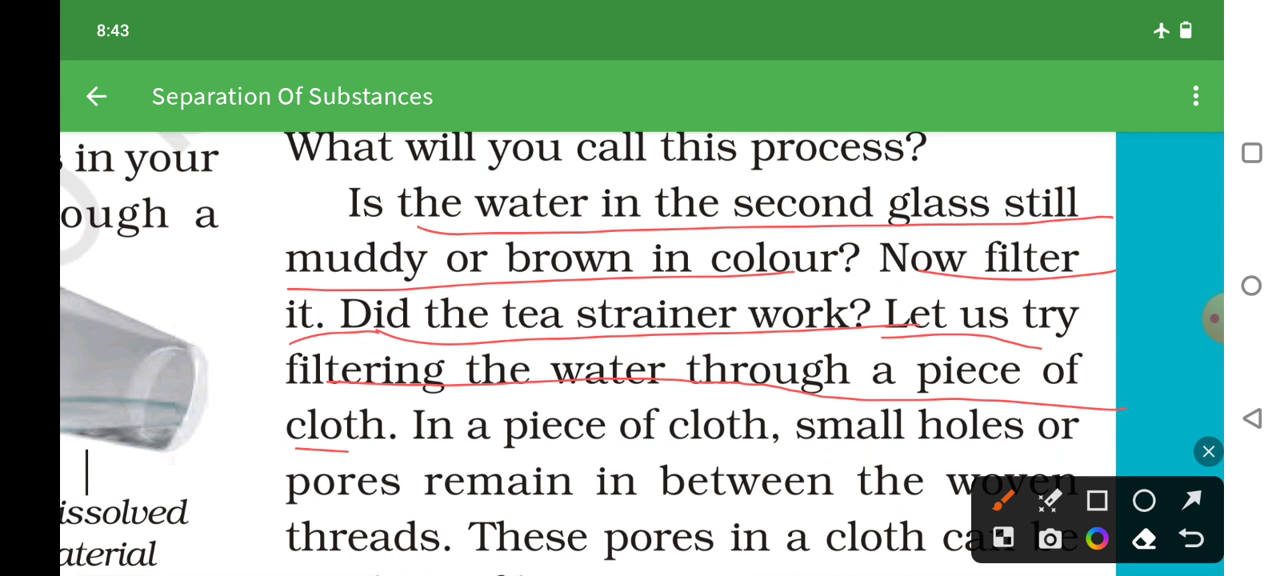 8:43
Separation Of Substances
in your
ough a
issolved
aterial
What will you call this process?
Is the water in the second glass still
muddy or brown in colour? Now filter
it. Did the tea strainer work? Let us try
filtering the water through a piece of
cloth. In a piece of cloth, small holes or
pores remain in between the woven
threads. These pores in a cloth can be